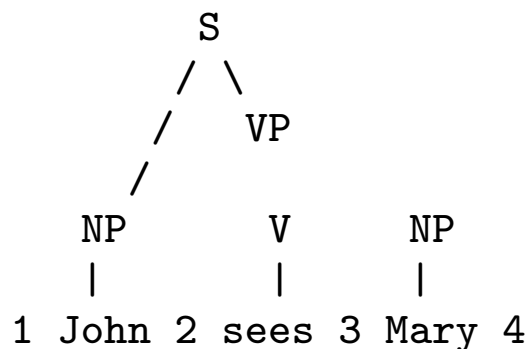 S
/ \
/ VP
/
NP V NP
| | |
1 John 2 sees 3 Mary 4